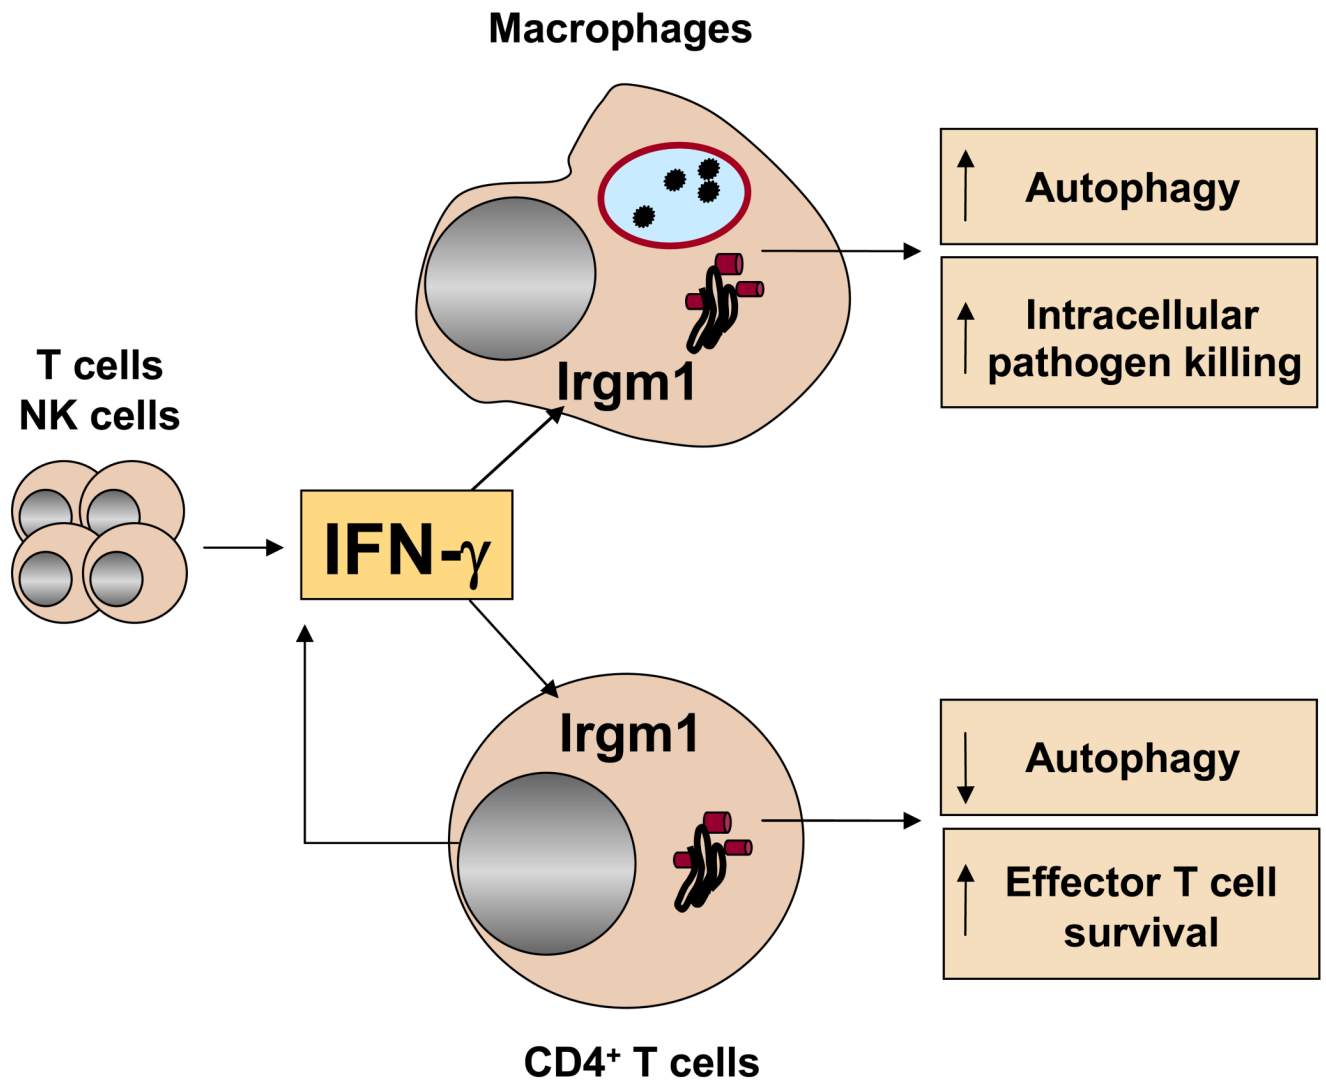 Macrophages
Autophagy
Intracellular
pathogen killing
Irgm1
T cells
NK cells
IFN-γ
Irgm1
Autophagy
Effector T cell
survival
CD4⁺ T cells